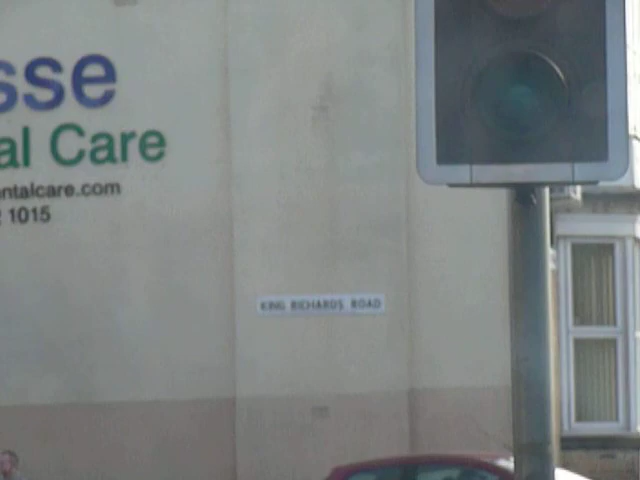 sse
al Care
ntalcare.com
1015
KING RICHARDS ROAD